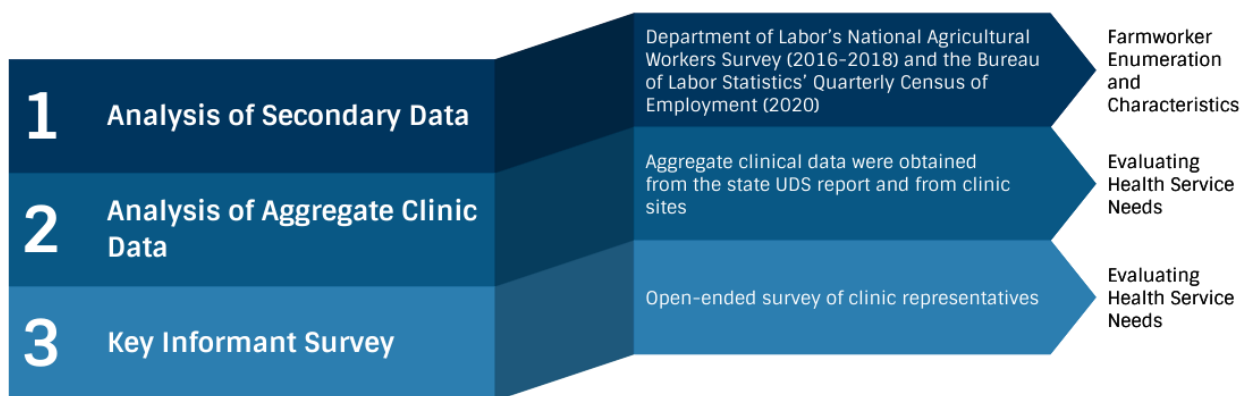 1
Analysis of Secondary Data
Department of Labor's National Agricultural
Workers Survey (2016-2018) and the Bureau
of Labor Statistics' Quarterly Census of
Employment (2020)
Farmworker
Enumeration
and
Characteristics
2
Analysis of Aggregate Clinic
Data
Aggregate clinical data were obtained
from the state UDS report and from clinic
sites
Evaluating
Health Service
Needs
3
Key Informant Survey
Open-ended survey of clinic representatives
Evaluating
Health Service
Needs